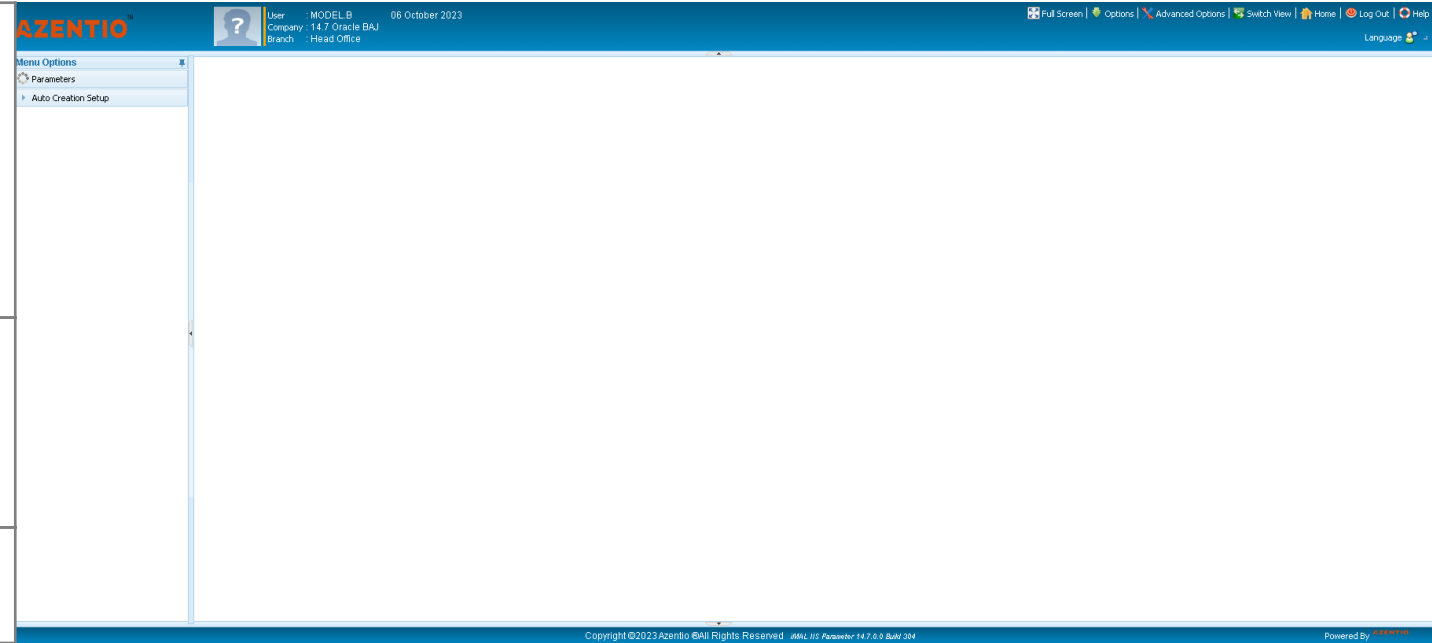 AZENTIO™
User : MODEL.B 06 October 2023
Company : 14.7 Oracle BAJ
Branch : Head Office
Full Screen | Options | Advanced Options | Switch View | Home | Log Out | Help
Language
Menu Options
Parameters
Auto Creation Setup
Copyright ©2023 Azentio ®All Rights Reserved iMAL IIS Parameter 14.7.0.0 Build 304
Powered By AZENTIO